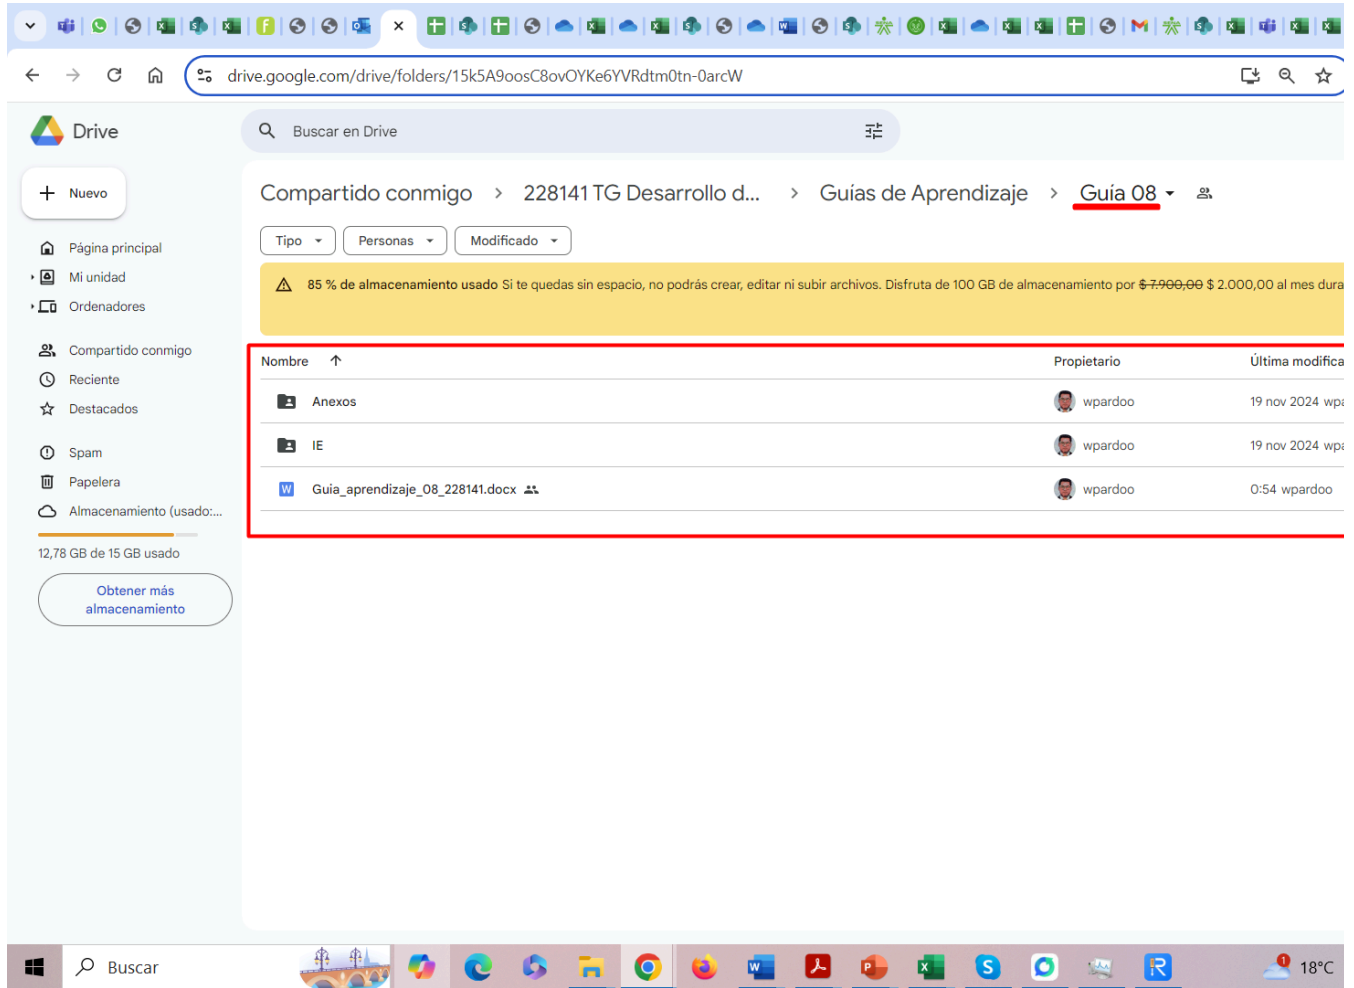 drive.google.com/drive/folders/15k5A9oosC8ovOYKe6YVRdtm0tn-0arcW
Drive
Buscar en Drive
Nuevo
Compartido conmigo > 228141 TG Desarrollo d... > Guías de Aprendizaje > Guía 08
Tipo Personas Modificado
Página principal
Mi unidad
Ordenadores
Compartido conmigo
Reciente
Destacados
Spam
Papelera
Almacenamiento (usado:...
12,78 GB de 15 GB usado
Obtener más
almacenamiento
85 % de almacenamiento usado Si te quedas sin espacio, no podrás crear, editar ni subir archivos. Disfruta de 100 GB de almacenamiento por $ 7.900,00 $ 2.000,00 al mes dura
Nombre Propietario Última modifica
Anexos wpardoo 19 nov 2024 wpa
IE wpardoo 19 nov 2024 wpa
W Guia_aprendizaje_08_228141.docx wpardoo 0:54 wpardoo
Buscar
1 18°C